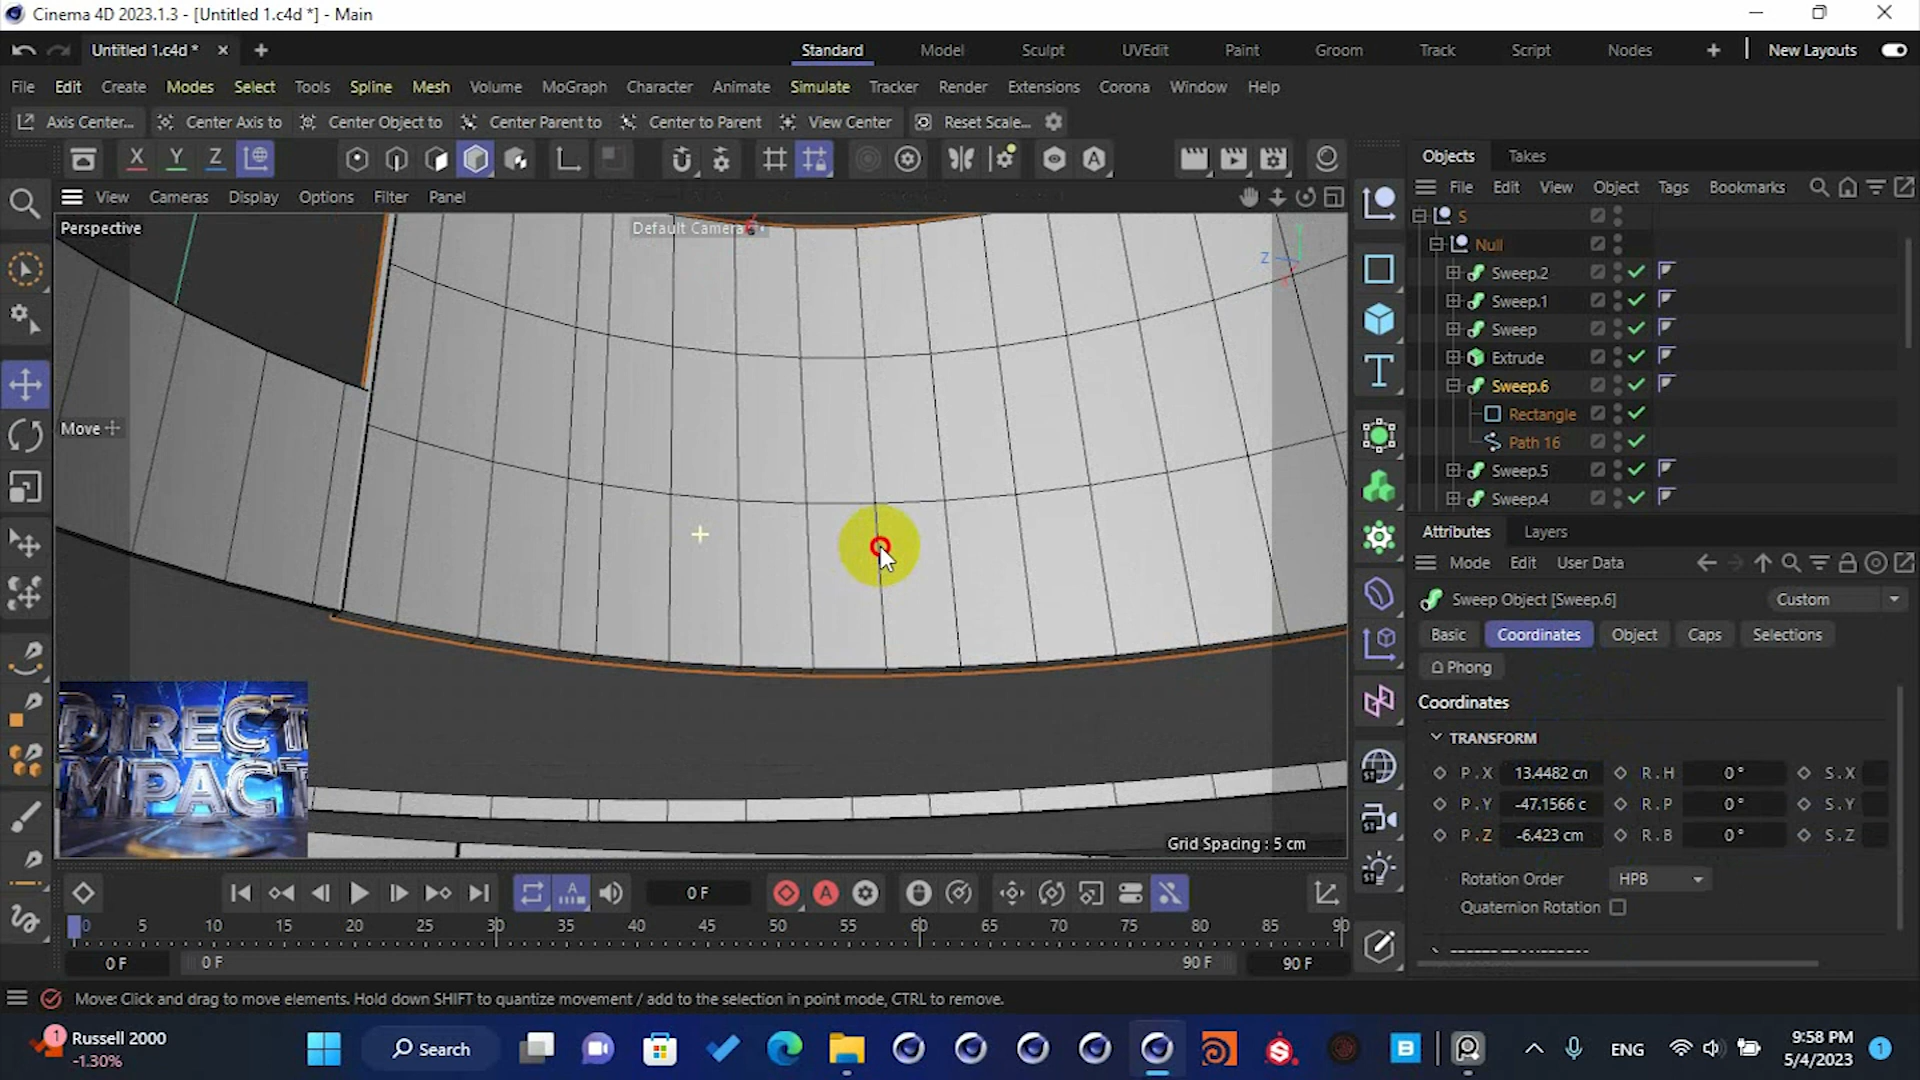 Cinema 4D 2023.1.3 - [Untitled 1.c4d *] - Main
Untitled 1.c4d *
Standard Model Sculpt UVEdit Paint Groom Track Script Nodes New Layouts
File Edit Create Modes Select Tools Spline Mesh Volume MoGraph Character Animate Simulate Tracker Render Extensions Corona Window Help
Axis Center... Center Axis to Center Object to Center Parent to Center to Parent View Center Reset Scale...
X Y Z
Objects Takes
File Edit View Object Tags Bookmarks
View Cameras Display Options Filter Panel
Perspective
Default Camera
Z
Move
S
Null
Sweep.2
Sweep.1
Sweep
Extrude
Sweep.6
Rectangle
Path 16
Sweep.5
Sweep.4
Attributes Layers
Mode Edit User Data
Sweep Object [Sweep.6]
Custom
Basic Coordinates Object Caps Selections
Phong
Coordinates
TRANSFORM
P.X 13.4482 cn R.H 0° S.X
P.Y -47.1566 c R.P 0° S.Y
P.Z -6.423 cm R.B 0° S.Z
Rotation Order HPB
Quaternion Rotation
DIRECT
IMPACT
Grid Spacing : 5 cm
0 F
0 5 10 15 20 25 30 35 40 45 50 55 60 65 70 75 80 85 90
0 F 0 F 90 F 90 F
Move: Click and drag to move elements. Hold down SHIFT to quantize movement / add to the selection in point mode, CTRL to remove.
1
Russell 2000
-1.30%
Search
ENG
9:58 PM
5/4/2023
1